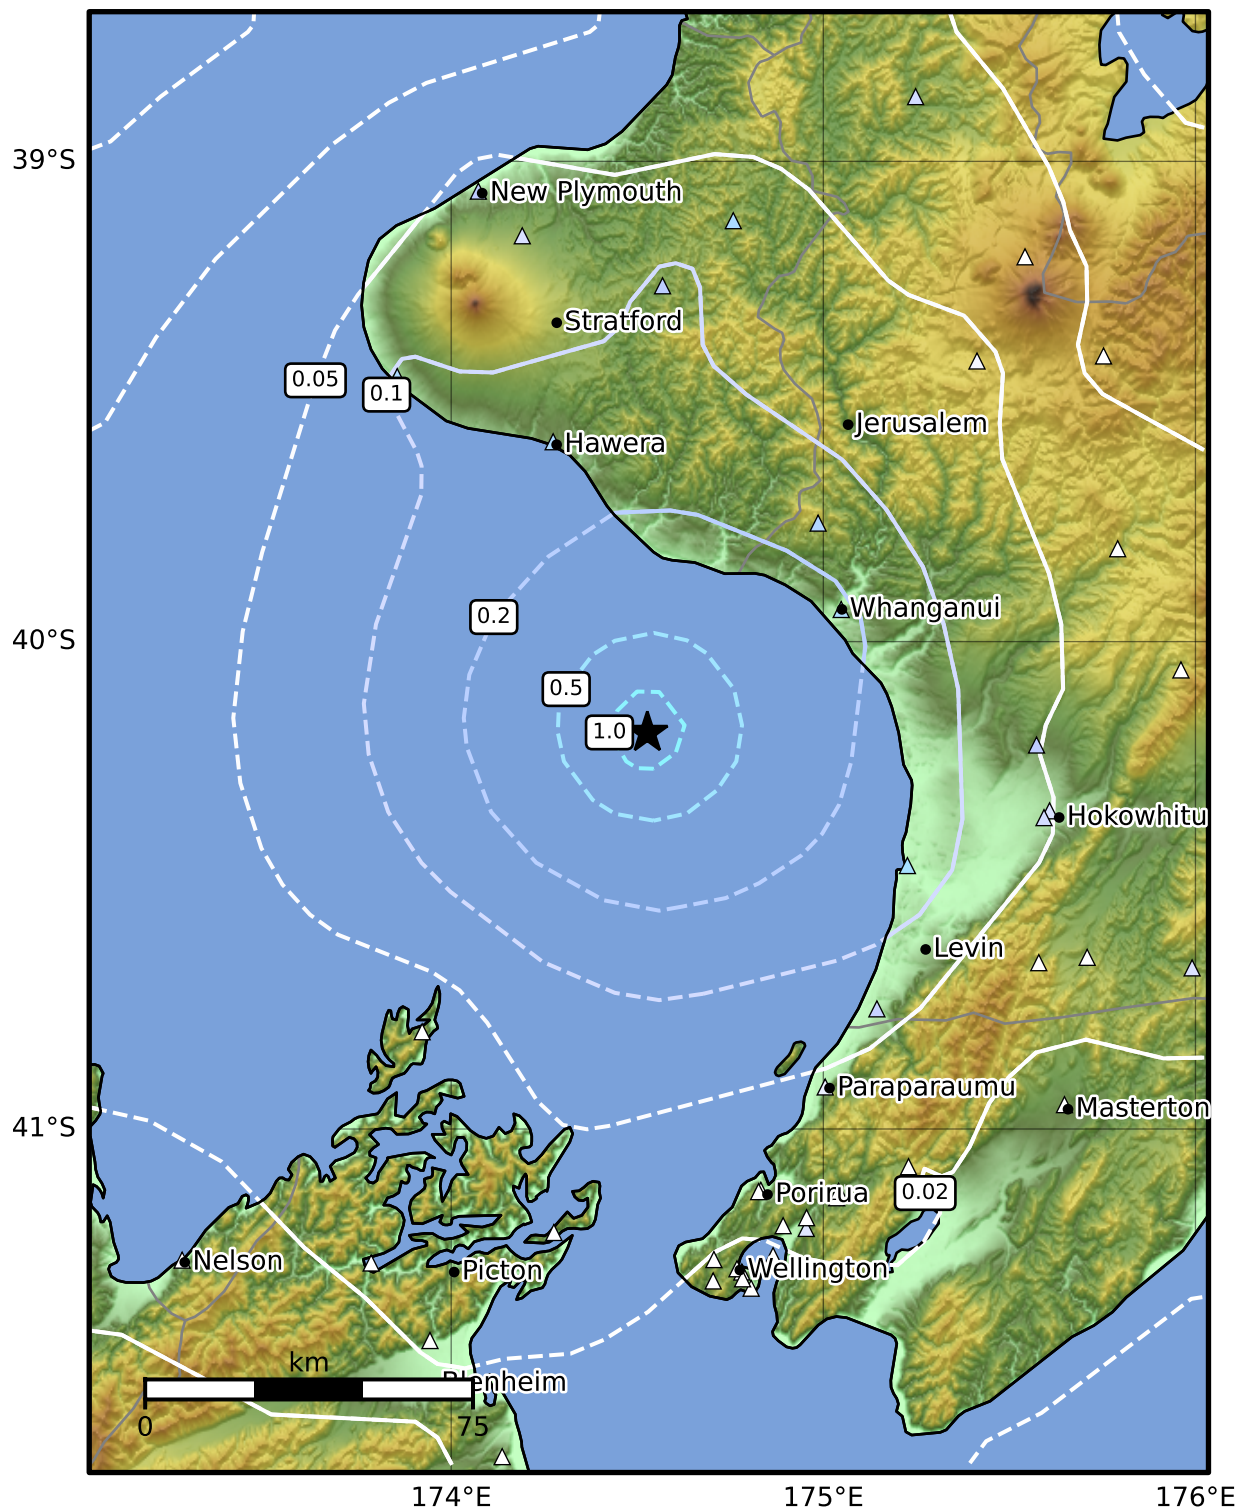 39°S
New Plymouth
Stratford
0.05
0.1
Jerusalem
Hawera
Whanganui
0.2
40°S
0.5
1.0
Hokowhitu
Levin
Paraparaumu
Masterton
41°S
Porirua
0.02
Nelson
Picton
Wellington
km
Blenheim
0
75
174°E
175°E
176°E